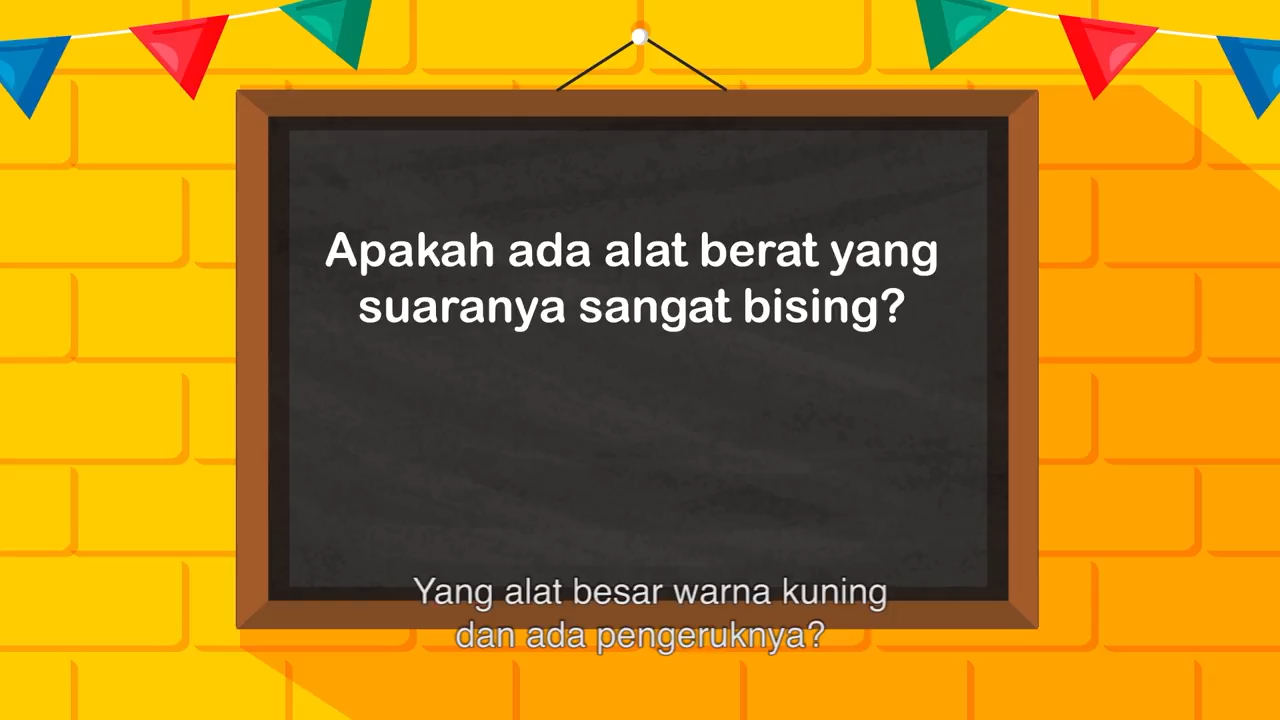 Apakah ada alat berat yang
suaranya sangat bising?
Yang alat besar warna kuning
dan ada pengeruknya?